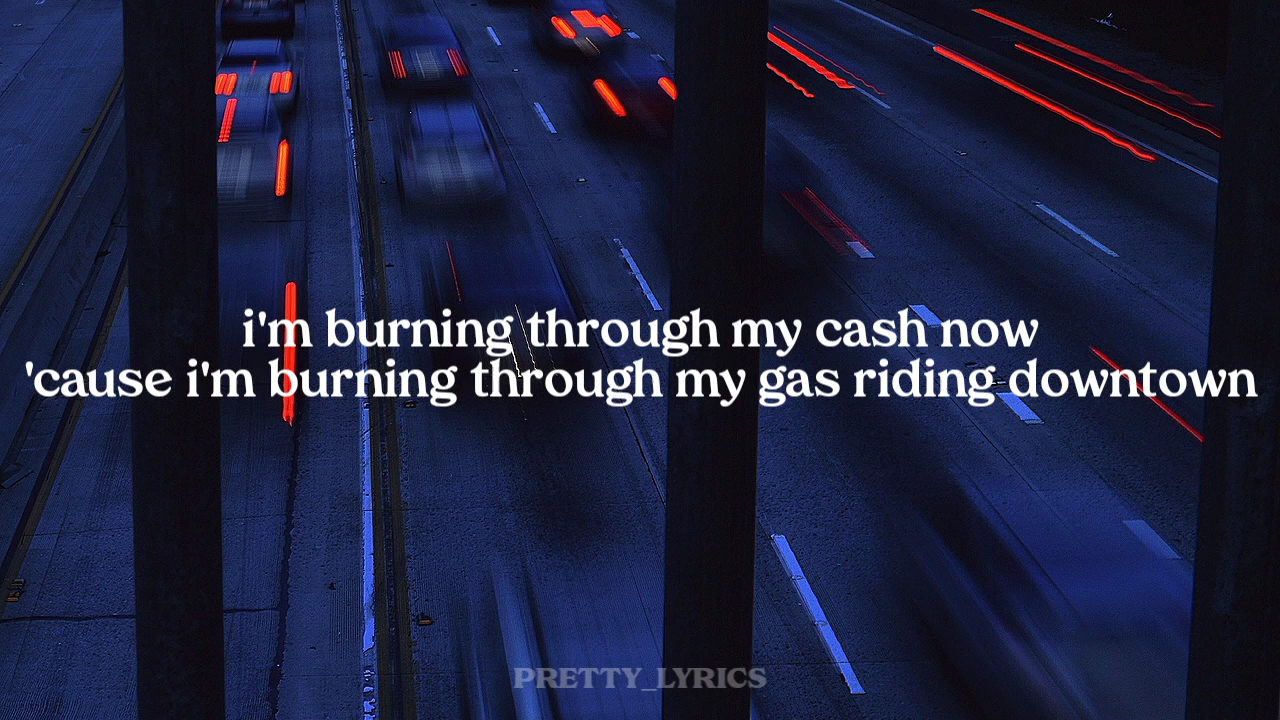 i'm burning through my cash now
'cause i'm burning through my gas riding downtown
PRETTY_LYRICS